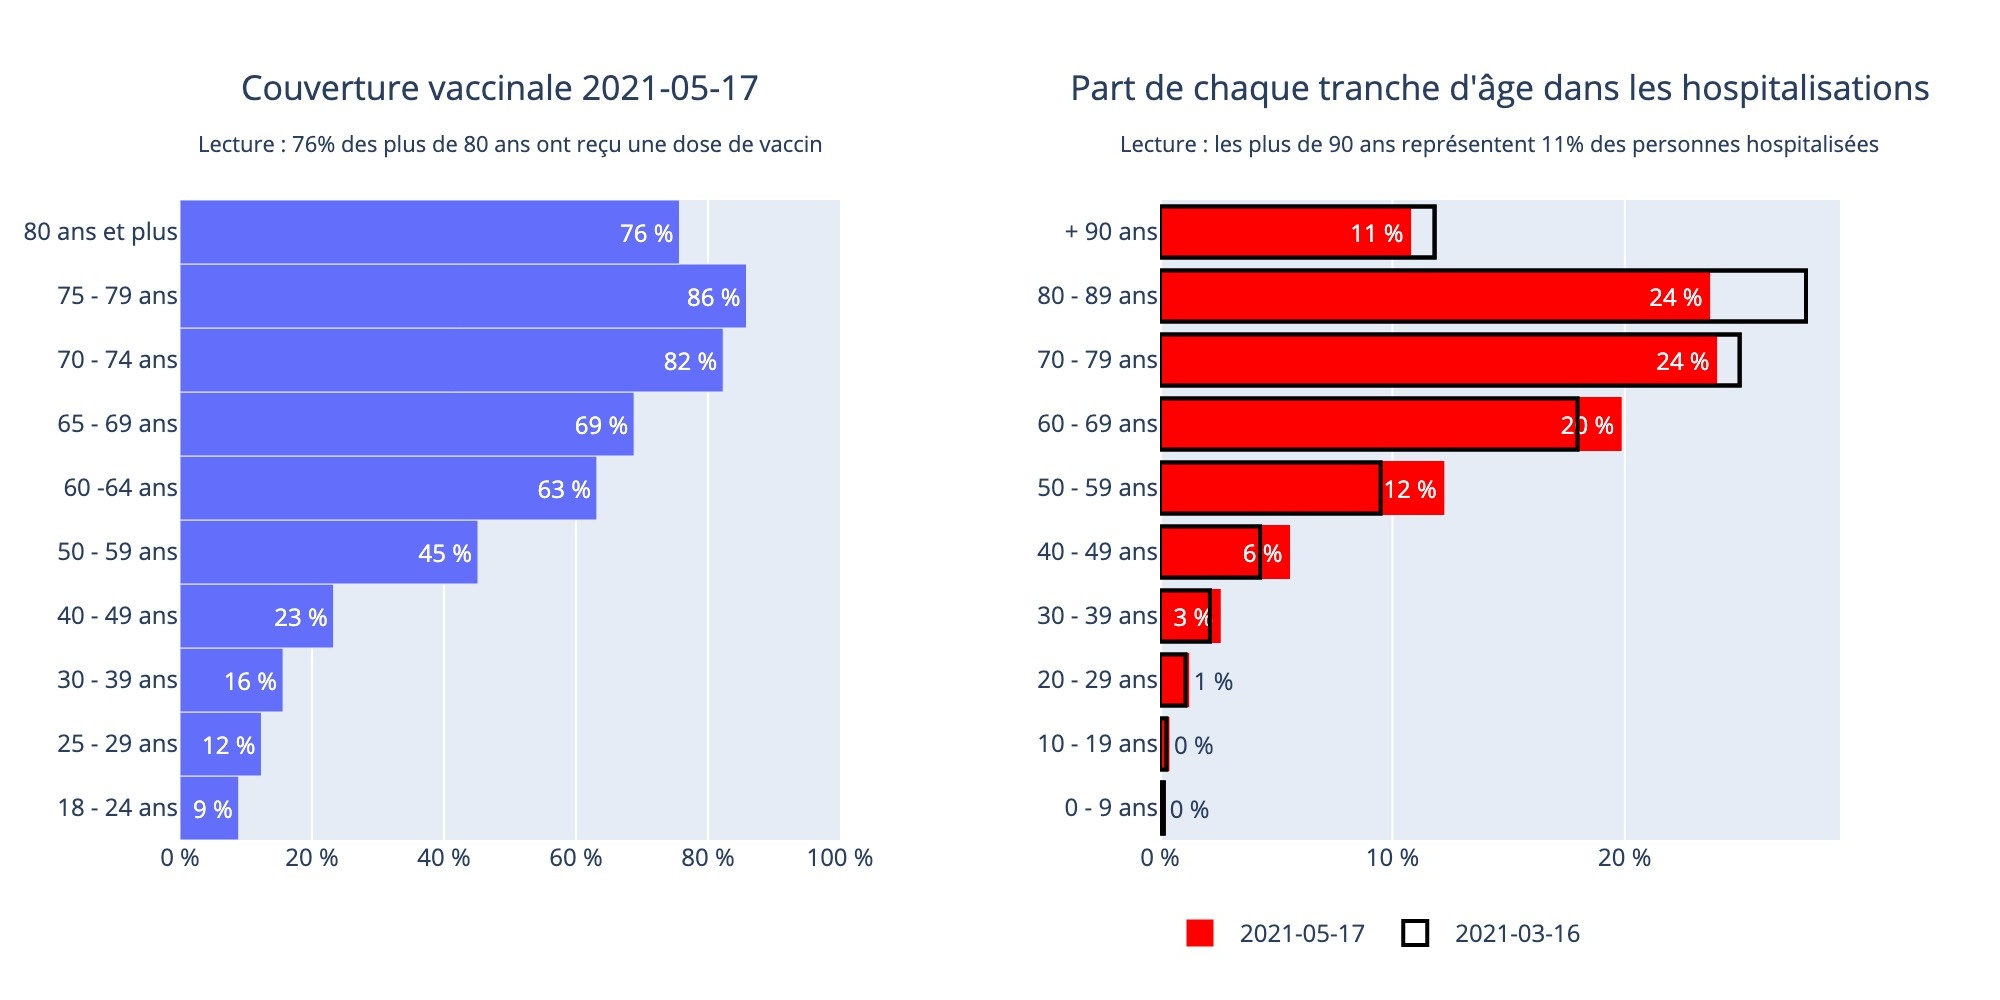 Couverture vaccinale 2021-05-17
Lecture : 76% des plus de 80 ans ont reçu une dose de vaccin
80 ans et plus 76 %
75 - 79 ans 86 %
70 - 74 ans 82 %
65 - 69 ans 69 %
60 -64 ans 63 %
50 - 59 ans 45 %
40 - 49 ans 23 %
30 - 39 ans 16 %
25 - 29 ans 12 %
18 - 24 ans 9 %
0 % 20 % 40 % 60 % 80 % 100 %
Part de chaque tranche d'âge dans les hospitalisations
Lecture : les plus de 90 ans représentent 11% des personnes hospitalisées
+ 90 ans 11 %
80 - 89 ans 24 %
70 - 79 ans 24 %
60 - 69 ans 20 %
50 - 59 ans 12 %
40 - 49 ans 6 %
30 - 39 ans 3 %
20 - 29 ans 1 %
10 - 19 ans 0 %
0 - 9 ans 0 %
0 % 10 % 20 %
2021-05-17 2021-03-16